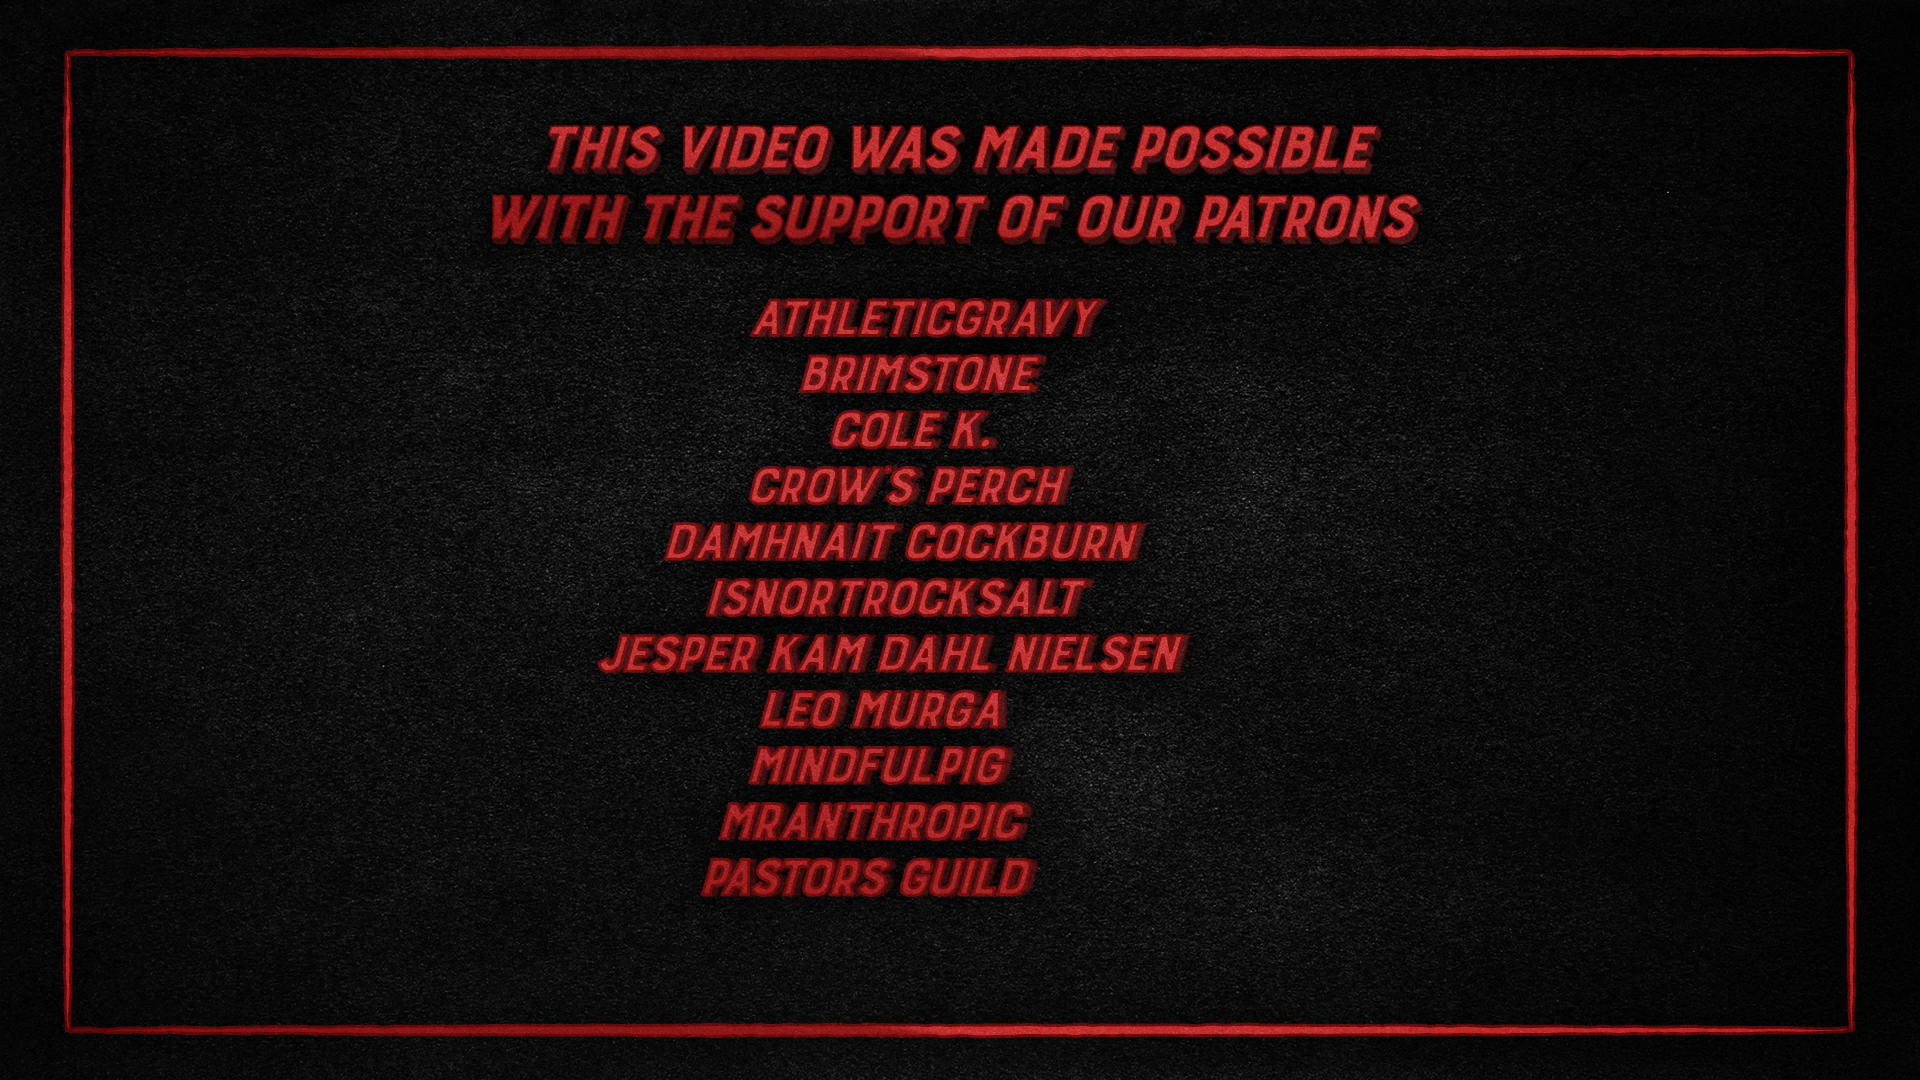 THIS VIDEO WAS MADE POSSIBLE
WITH THE SUPPORT OF OUR PATRONS
ATHLETICGRAVY
BRIMSTONE
COLE K.
CROW'S PERCH
DAMHNAIT COCKBURN
ISNORTROCKSALT
JESPER KAM DAHL NIELSEN
LEO MURGA
MINDFULPIG
MRANTHROPIC
PASTORS GUILD